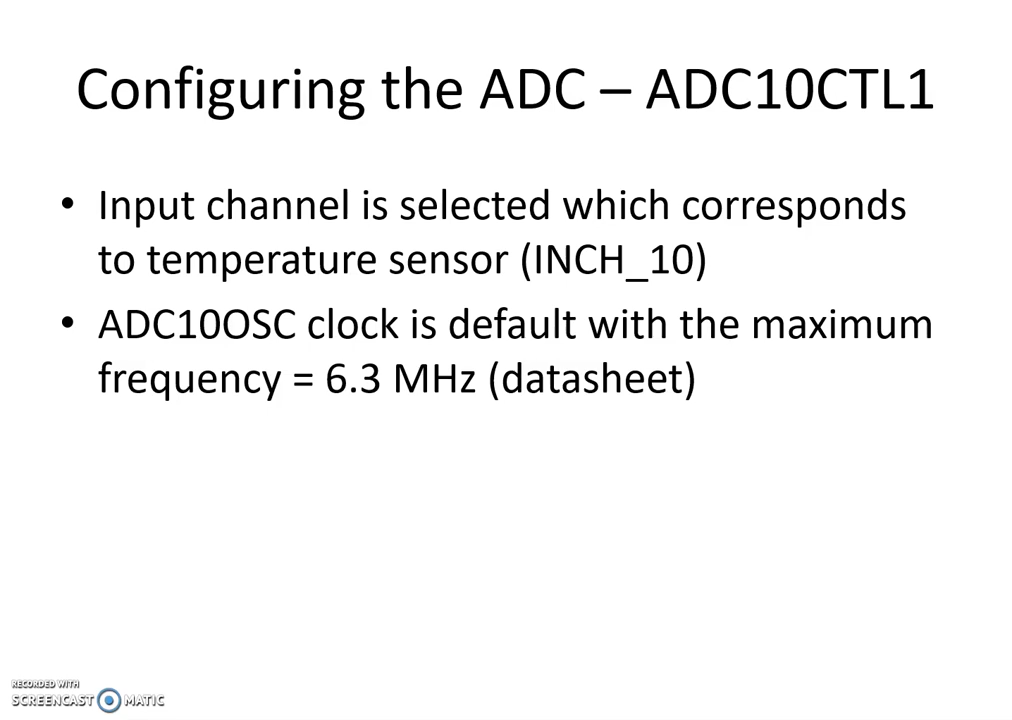 Configuring the ADC – ADC10CTL1
• Input channel is selected which corresponds
to temperature sensor (INCH_10)
• ADC10OSC clock is default with the maximum
frequency = 6.3 MHz (datasheet)
RECORDED WITH
SCREENCAST MATIC